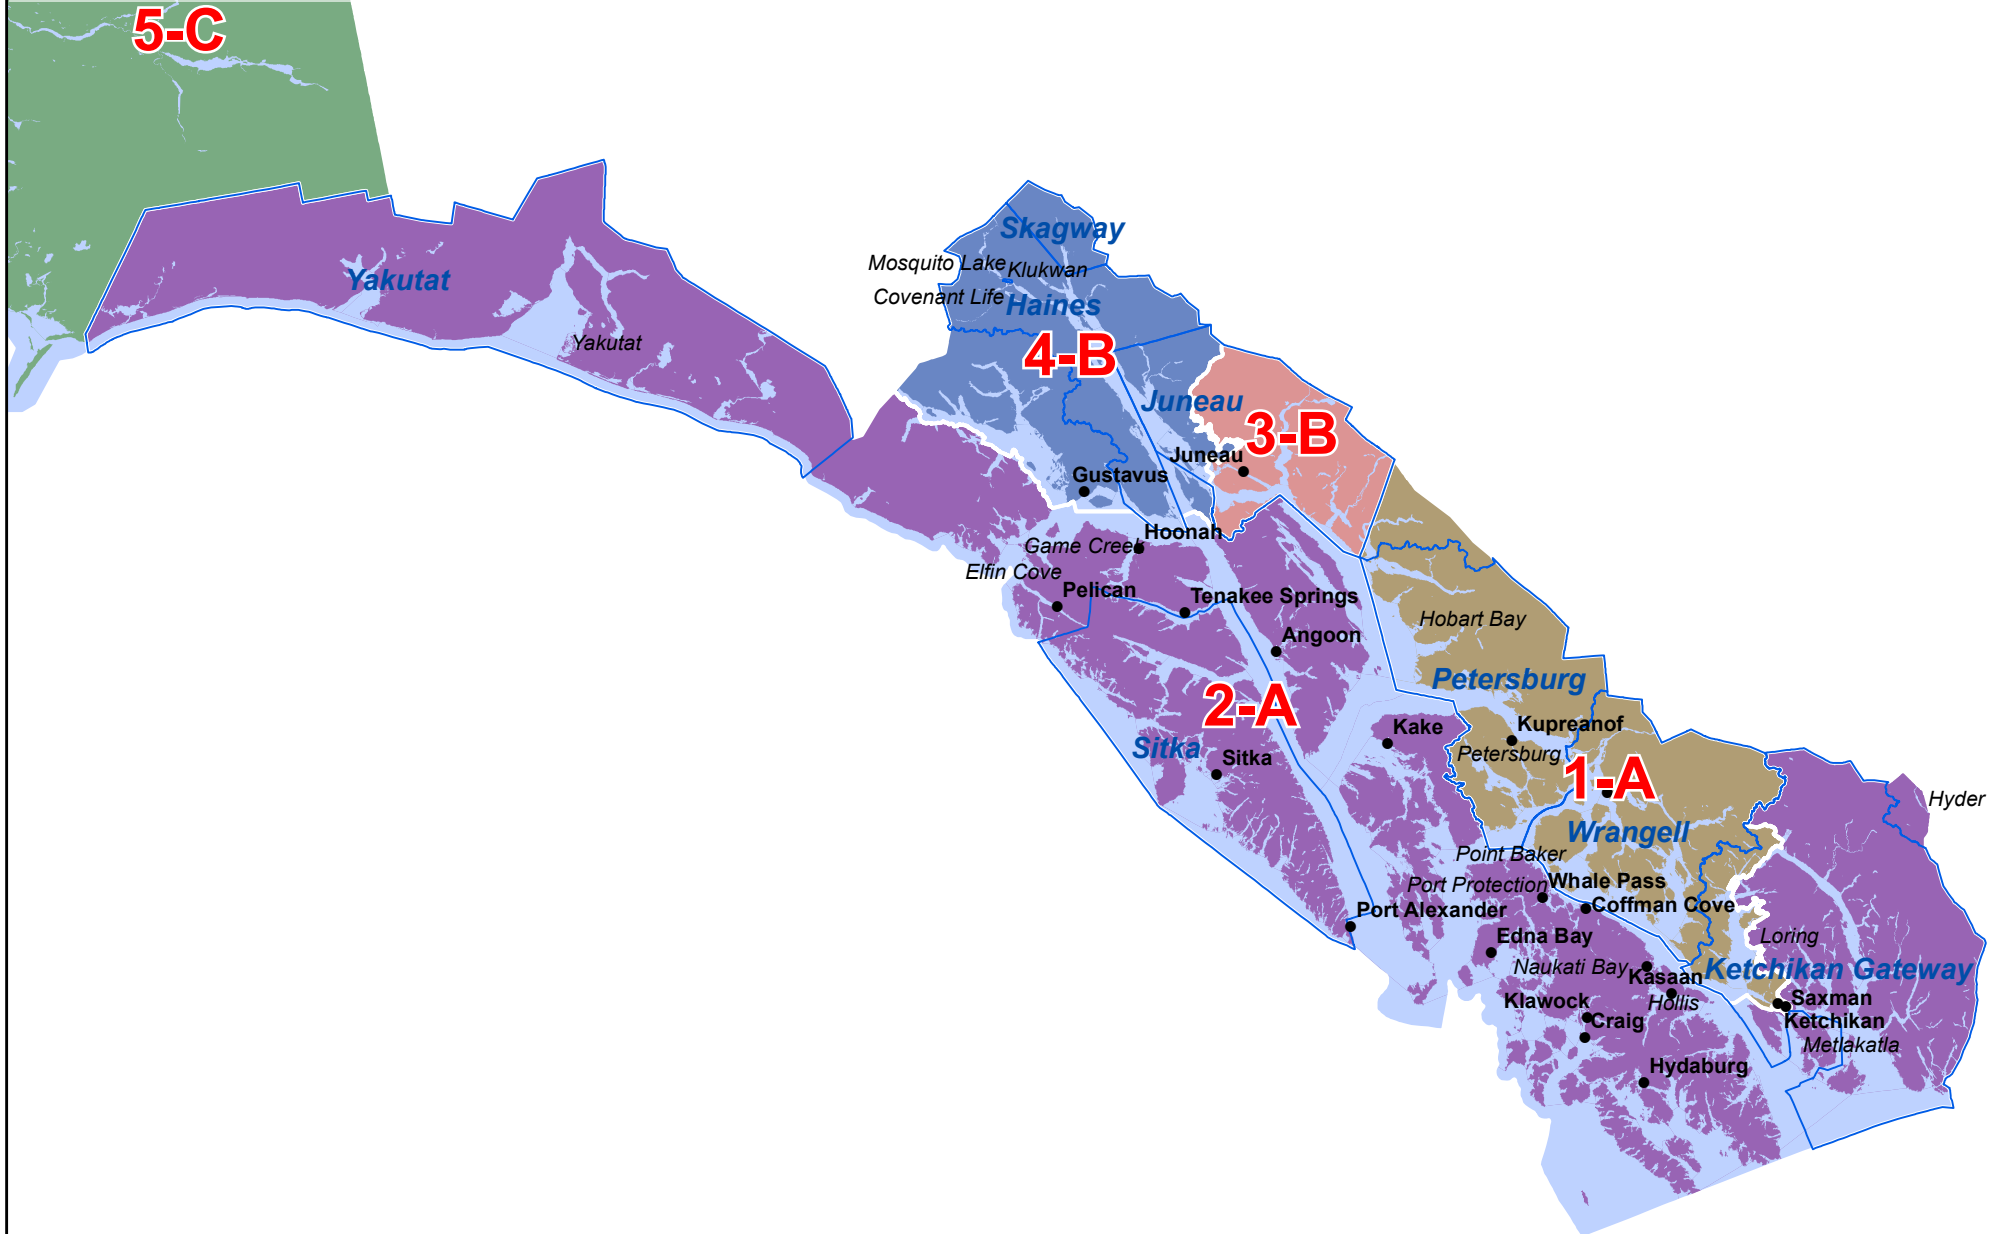 5-C
Skagway
Mosquito Lake
Klukwan
Yakutat
Covenant Life
Haines
Yakutat
4-B
Juneau
3-B
Juneau
Gustavus
Hoonah
Game Creek
Elfin Cove
Pelican
Tenakee Springs
Hobart Bay
Angoon
Petersburg
2-A
Kake
Kupreanof
Sitka
Petersburg
Sitka
1-A
Hyder
Wrangell
Point Baker
Whale Pass
Port Protection
Coffman Cove
Port Alexander
Edna Bay
Loring
Naukati Bay
Ketchikan Gateway
Kasaan
Klawock
Hollis
Saxman
Craig
Ketchikan
Metlakatla
Hydaburg